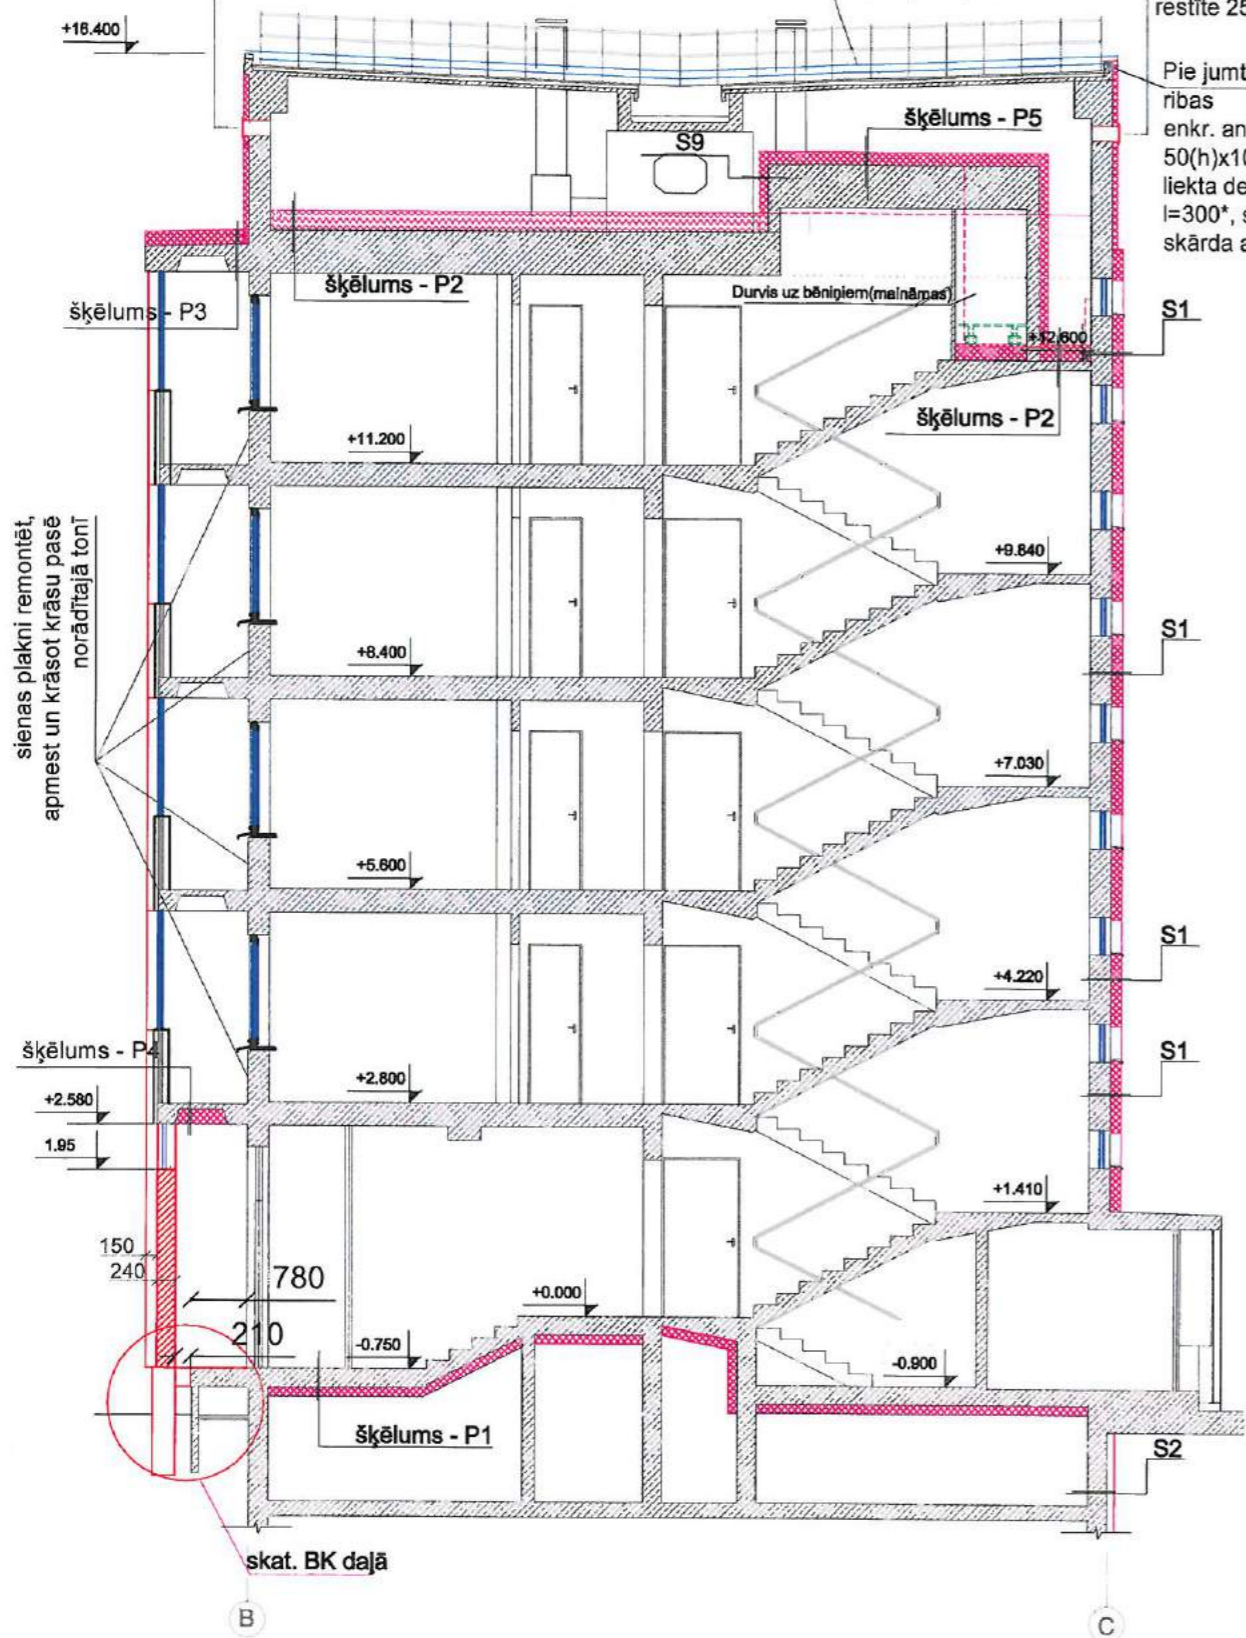 restīte 25
+16.400
Pie jumt
ribas
enkr. an
50(h)x10
liekta de
l=300*, s
skārda a
šķēlums - P5
S9
šķēlums - P2
šķēlums - P3
Durvis uz bēniņiem(maināmas)
S1
+12.600
šķēlums - P2
+11.200
sienas plakni remontēt,
apmest un krāsot krāsu pasē
norādītajā tonī
+9.840
S1
+8.400
+7.030
+5.600
S1
+4.220
šķēlums - P4
S1
+2.800
+2.580
1.95
+1.410
150
240
780
+0.000
210
-0.750
-0.900
šķēlums - P1
S2
skat. BK daļā
B
C